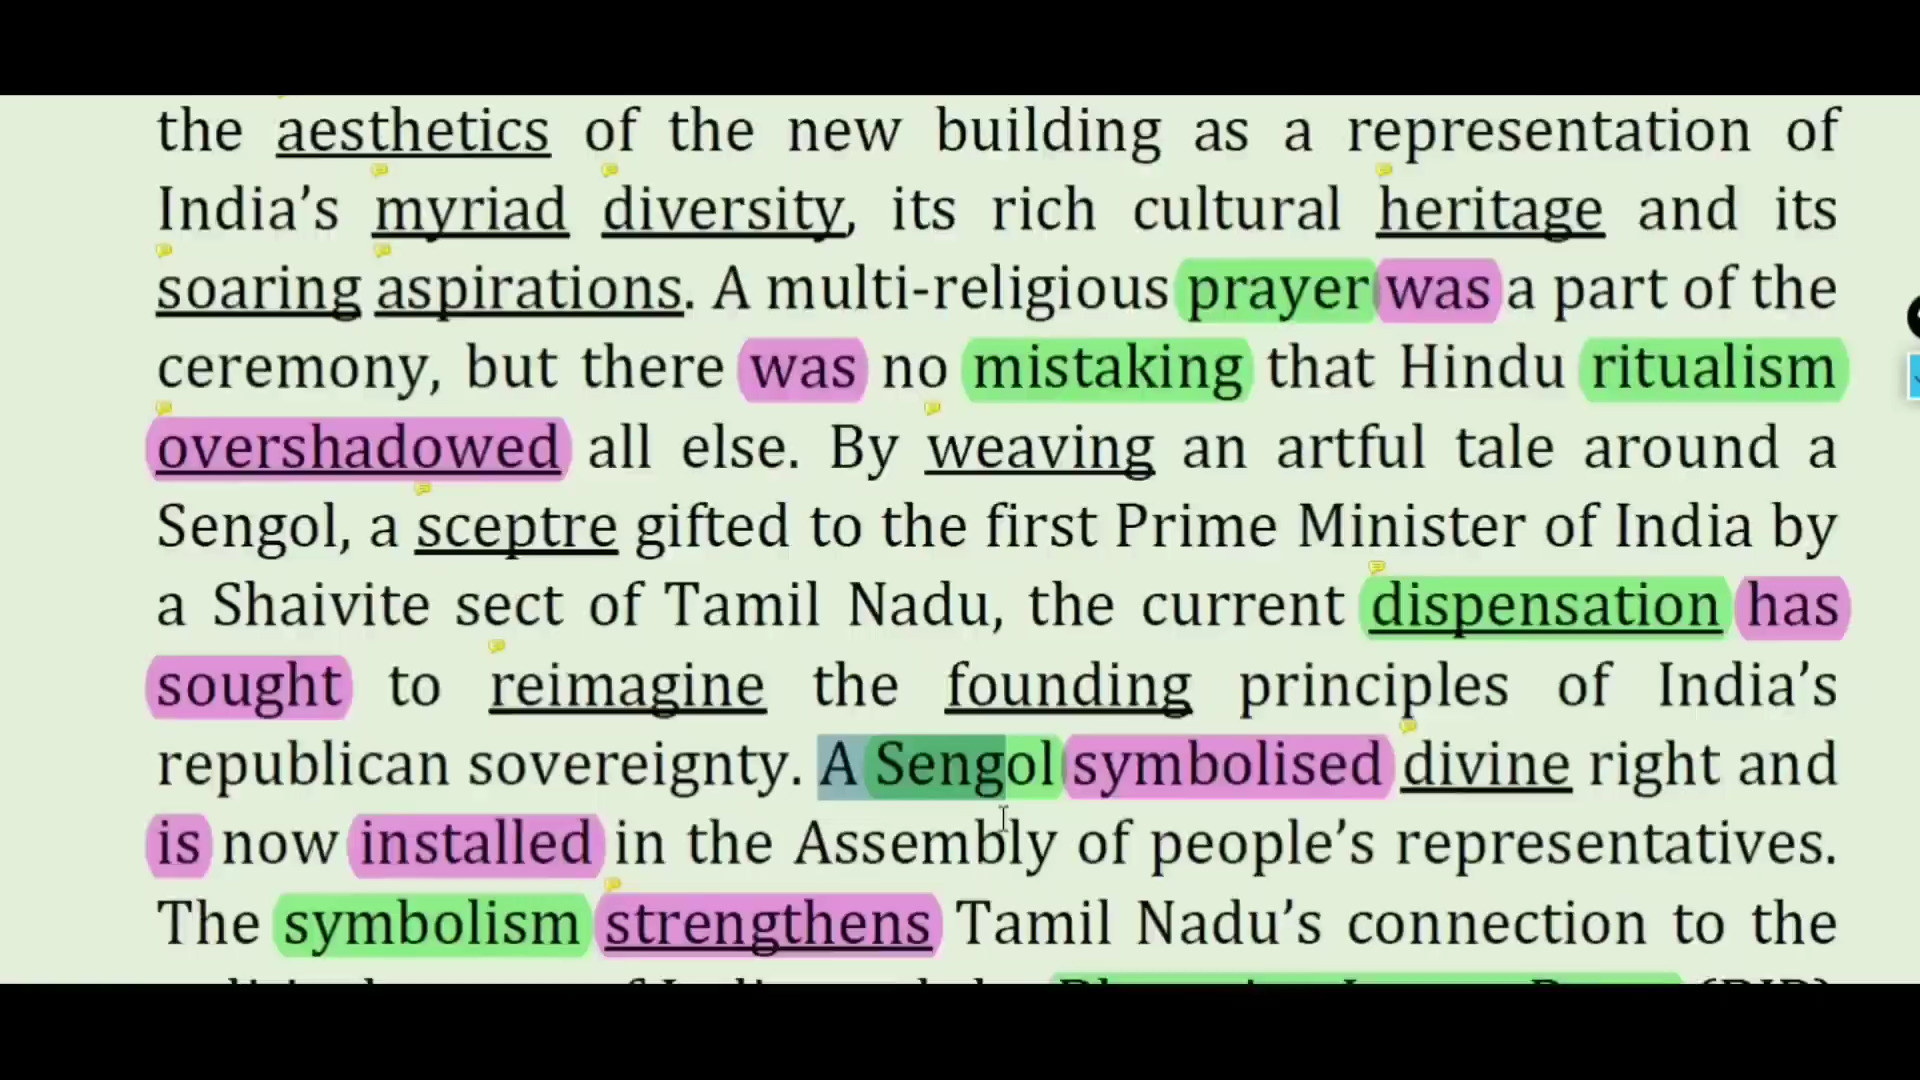 the aesthetics of the new building as a representation of
India’s myriad diversity, its rich cultural heritage and its
soaring aspirations. A multi-religious prayer was a part of the
ceremony, but there was no mistaking that Hindu ritualism
overshadowed all else. By weaving an artful tale around a
Sengol, a sceptre gifted to the first Prime Minister of India by
a Shaivite sect of Tamil Nadu, the current dispensation has
sought to reimagine the founding principles of India’s
republican sovereignty. A Sengol symbolised divine right and
is now installed in the Assembly of people’s representatives.
The symbolism strengthens Tamil Nadu’s connection to the